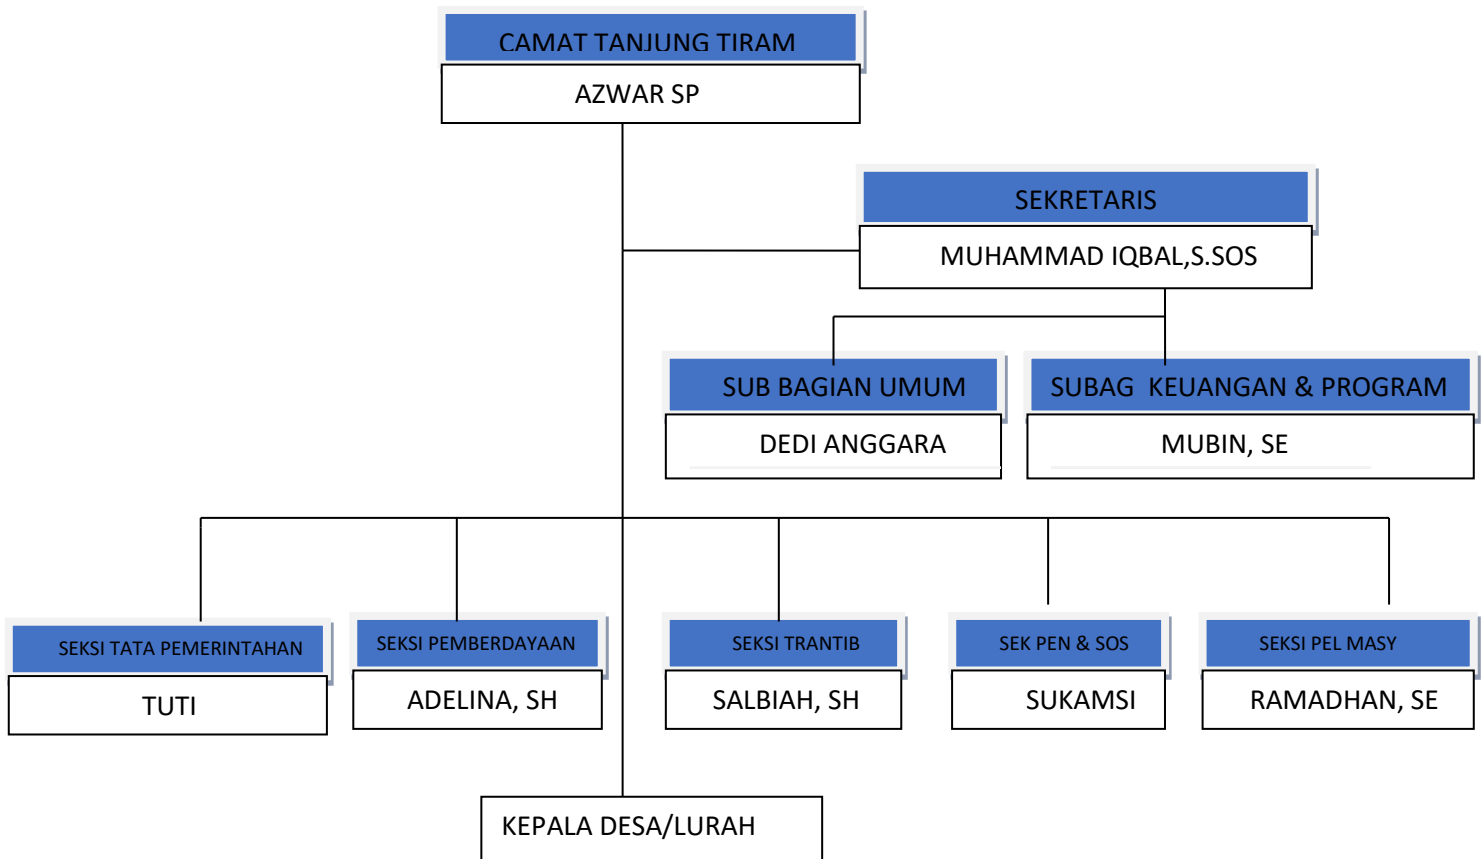 CAMAT TANJUNG TIRAM
AZWAR SP
SEKRETARIS
MUHAMMAD IQBAL,S.SOS
SUB BAGIAN UMUM
DEDI ANGGARA
SUBAG  KEUANGAN & PROGRAM
MUBIN, SE
SEKSI TATA PEMERINTAHAN
TUTI
SEKSI PEMBERDAYAAN
ADELINA, SH
SEKSI TRANTIB
SALBIAH, SH
SEK PEN & SOS
SUKAMSI
SEKSI PEL MASY
RAMADHAN, SE
KEPALA DESA/LURAH